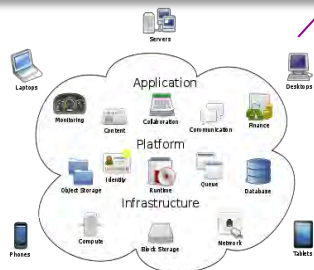 Servers
Laptops
Desktops
Application
Monitoring
Content
Collaboration
Communication
Finance
Platform
Object Storage
Identity
Runtime
Queue
Database
Infrastructure
Compute
Block Storage
Network
Phones
Tablets